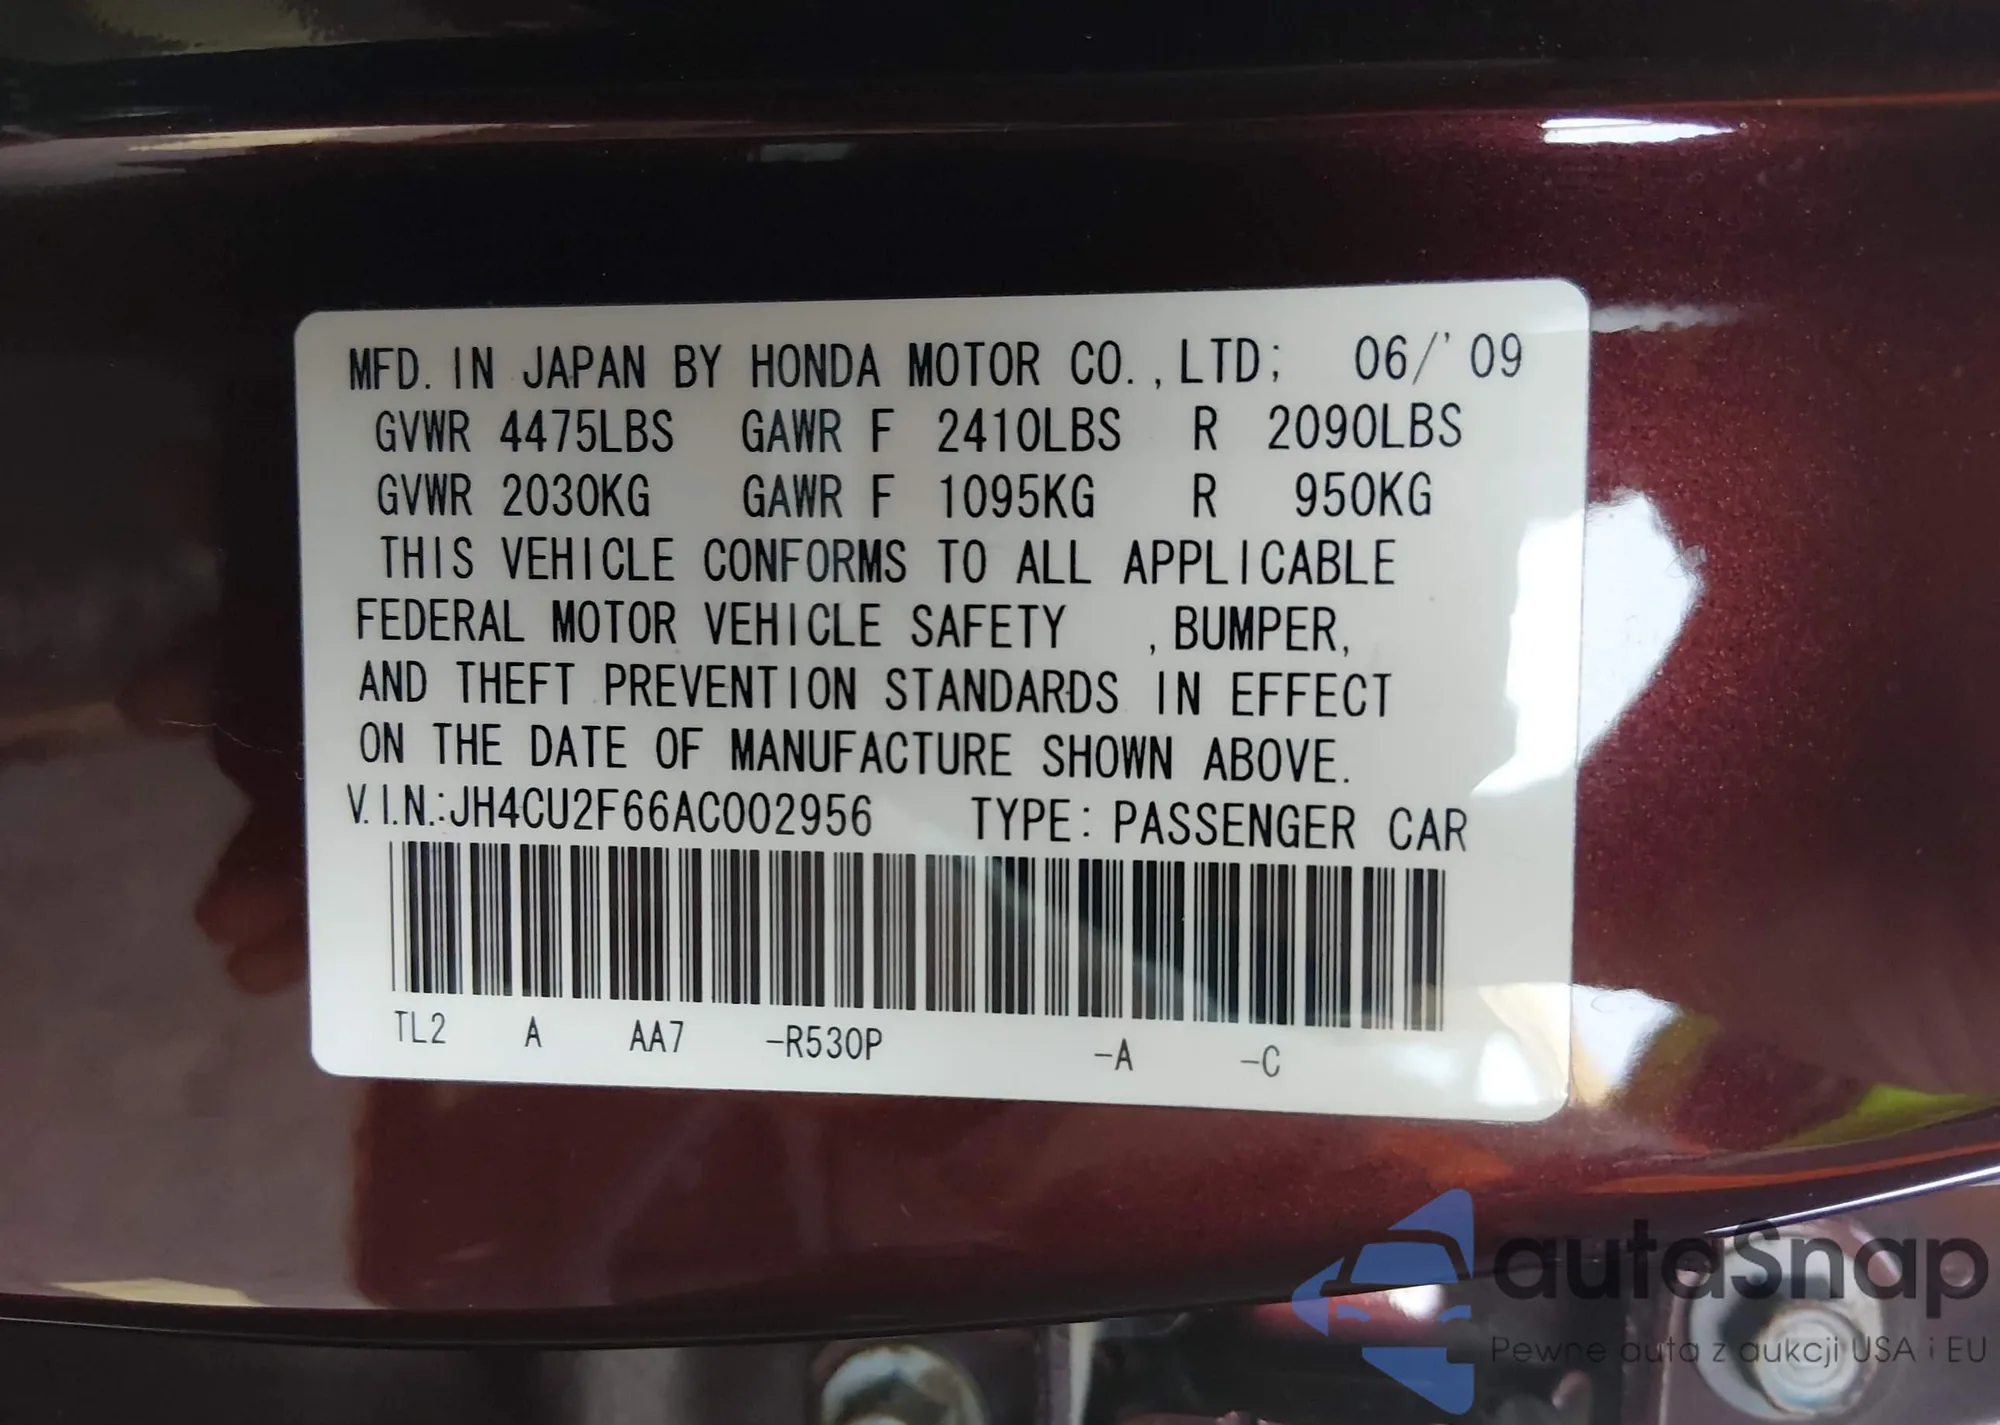 MFD. IN JAPAN BY HONDA MOTOR CO., LTD; 06/'09
GVWR 4475LBS GAWR F 2410LBS R 2090LBS
GVWR 2030KG GAWR F 1095KG R 950KG
THIS VEHICLE CONFORMS TO ALL APPLICABLE
FEDERAL MOTOR VEHICLE SAFETY , BUMPER,
AND THEFT PREVENTION STANDARDS IN EFFECT
ON THE DATE OF MANUFACTURE SHOWN ABOVE.
V.I.N.:JH4CU2F66AC002956 TYPE: PASSENGER CAR
TL2 A AA7 -R530P -A -C
autaSnap
Pewne auta z aukcji USA i EU